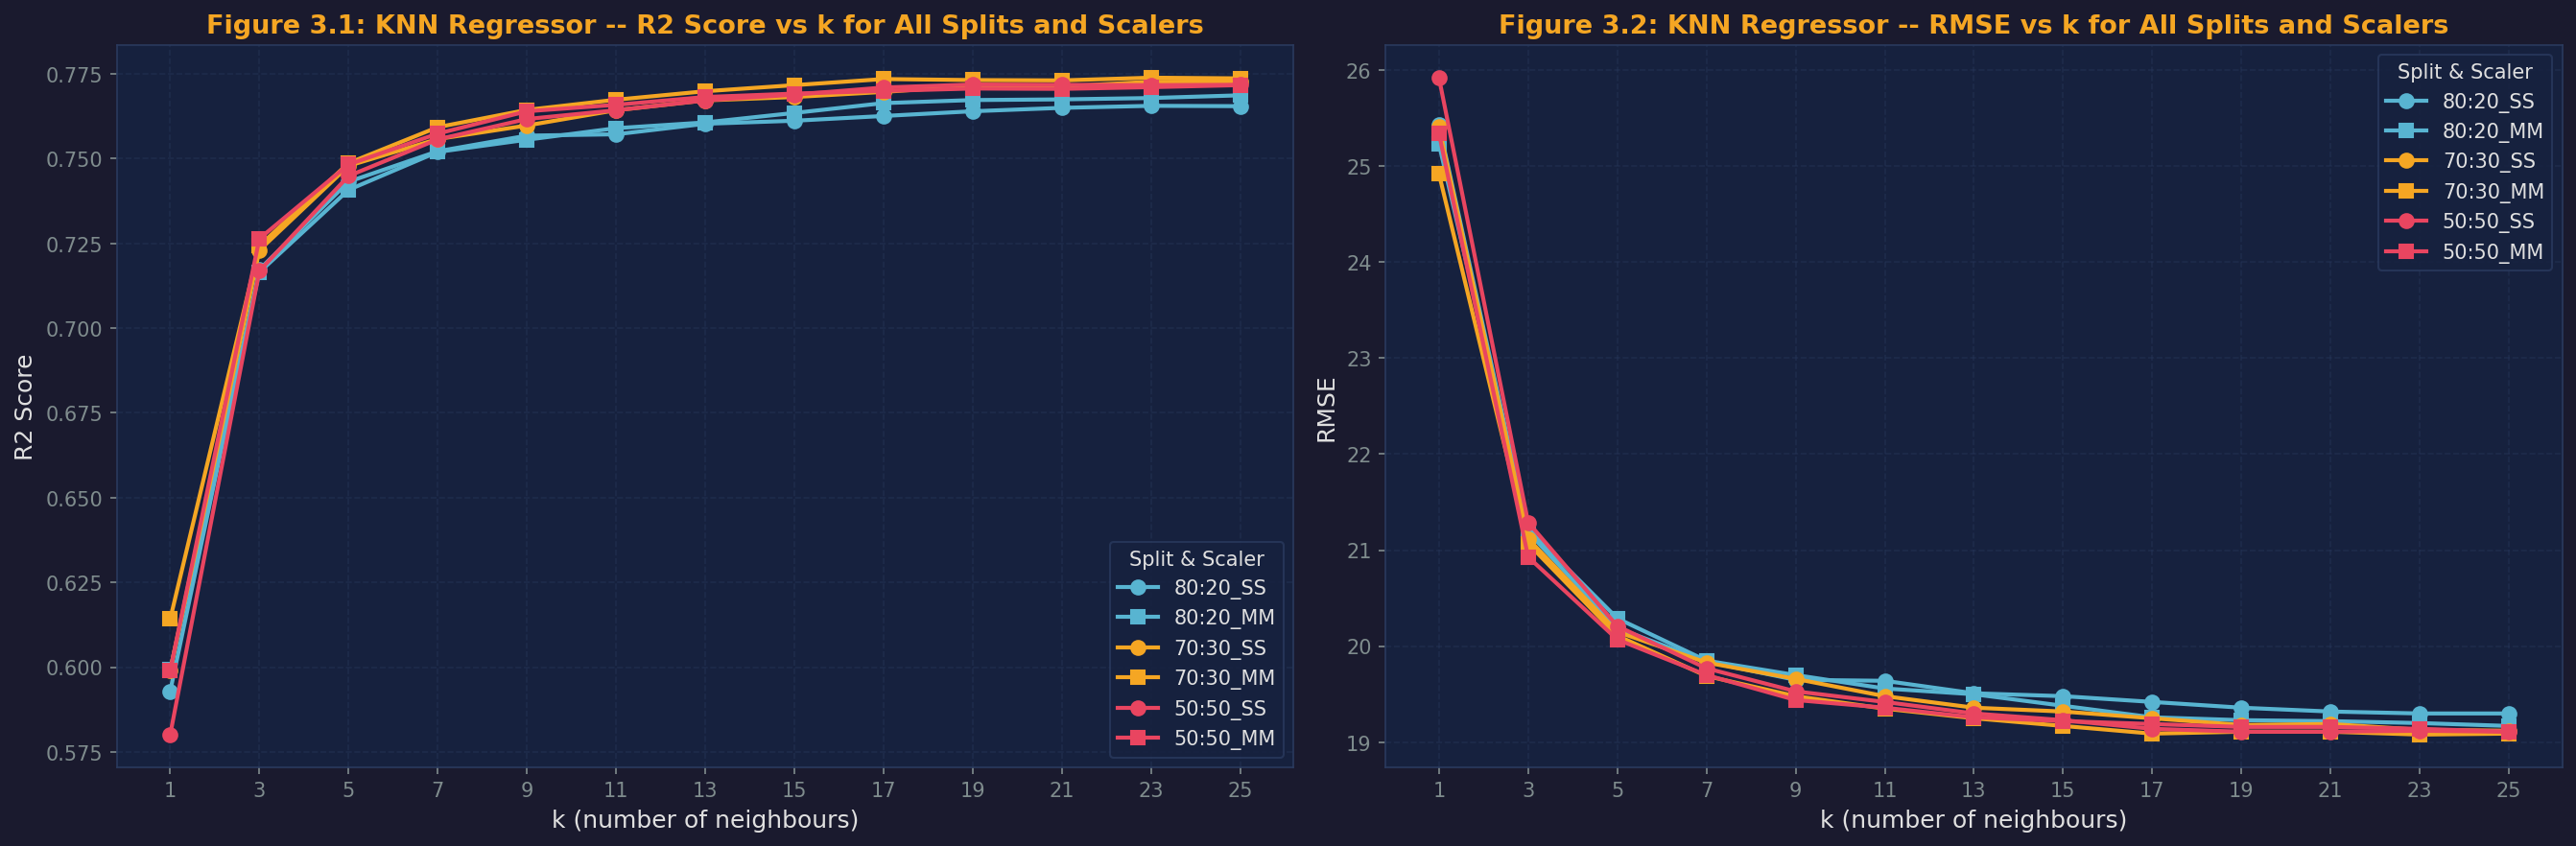 Figure 3.1: KNN Regressor -- R2 Score vs k for All Splits and Scalers
R2 Score
0.775
0.750
0.725
0.700
0.675
0.650
0.625
0.600
0.575
1 3 5 7 9 11 13 15 17 19 21 23 25
k (number of neighbours)
Split & Scaler
80:20_SS
80:20_MM
70:30_SS
70:30_MM
50:50_SS
50:50_MM
Figure 3.2: KNN Regressor -- RMSE vs k for All Splits and Scalers
RMSE
26
25
24
23
22
21
20
19
1 3 5 7 9 11 13 15 17 19 21 23 25
k (number of neighbours)
Split & Scaler
80:20_SS
80:20_MM
70:30_SS
70:30_MM
50:50_SS
50:50_MM